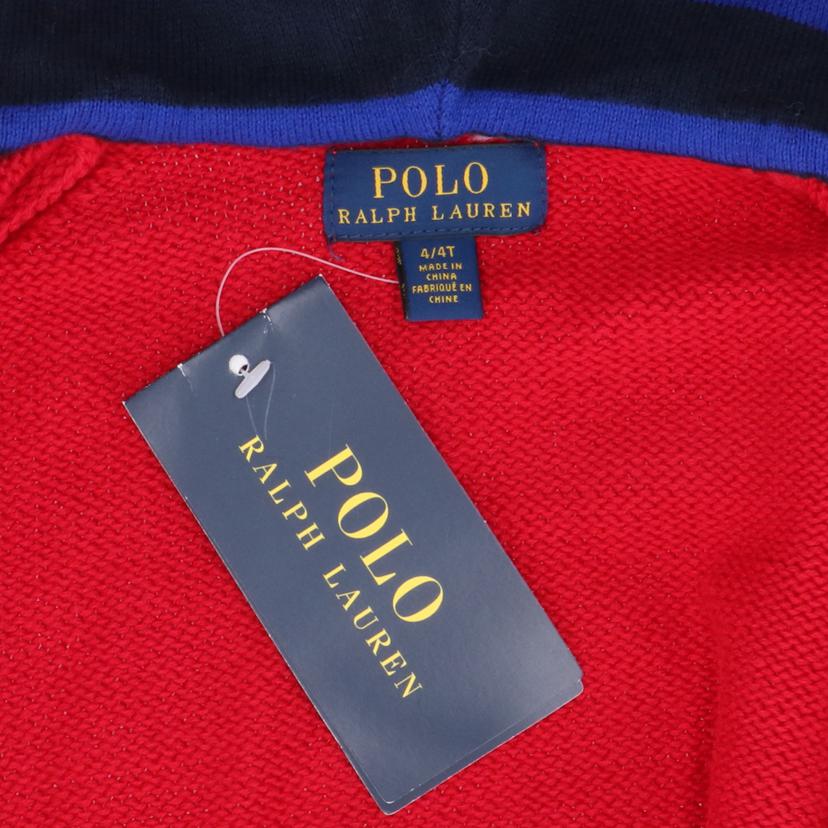 POLO
RALPH LAUREN
4/4T
MADE IN
CHINA
FABRIQUÉ EN
CHINE
POLO
RALPH LAUREN